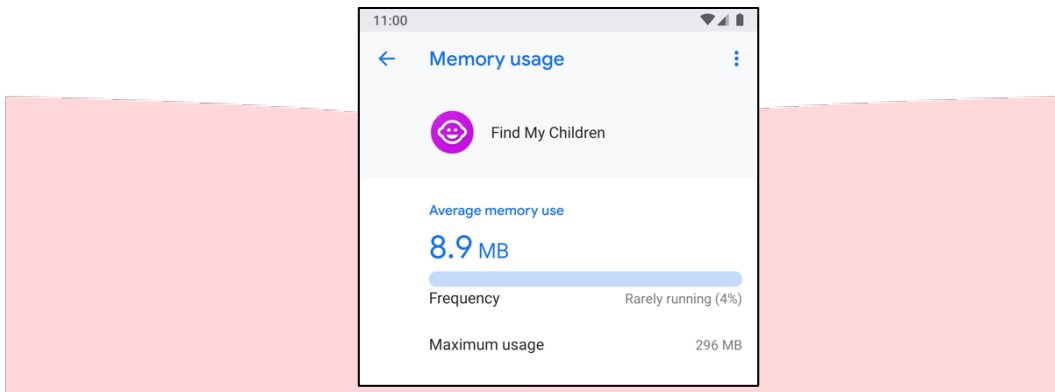 11:00
Memory usage
Find My Children
Average memory use
8.9 MB
Frequency Rarely running (4%)
Maximum usage 296 MB